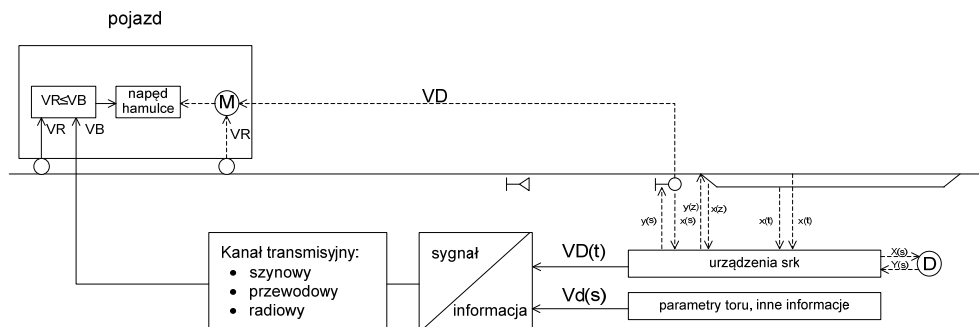 pojazd
VR≤VB
napęd
hamulce
M
VD
VR
VB
VR
y(s)
x(s)
y(z)
x(z)
x(t)
x(t)
Kanał transmisyjny:
• szynowy
• przewodowy
• radiowy
sygnał
informacja
VD(t)
Vd(s)
urządzenia srk
X(s)
Y(s)
D
parametry toru, inne informacje